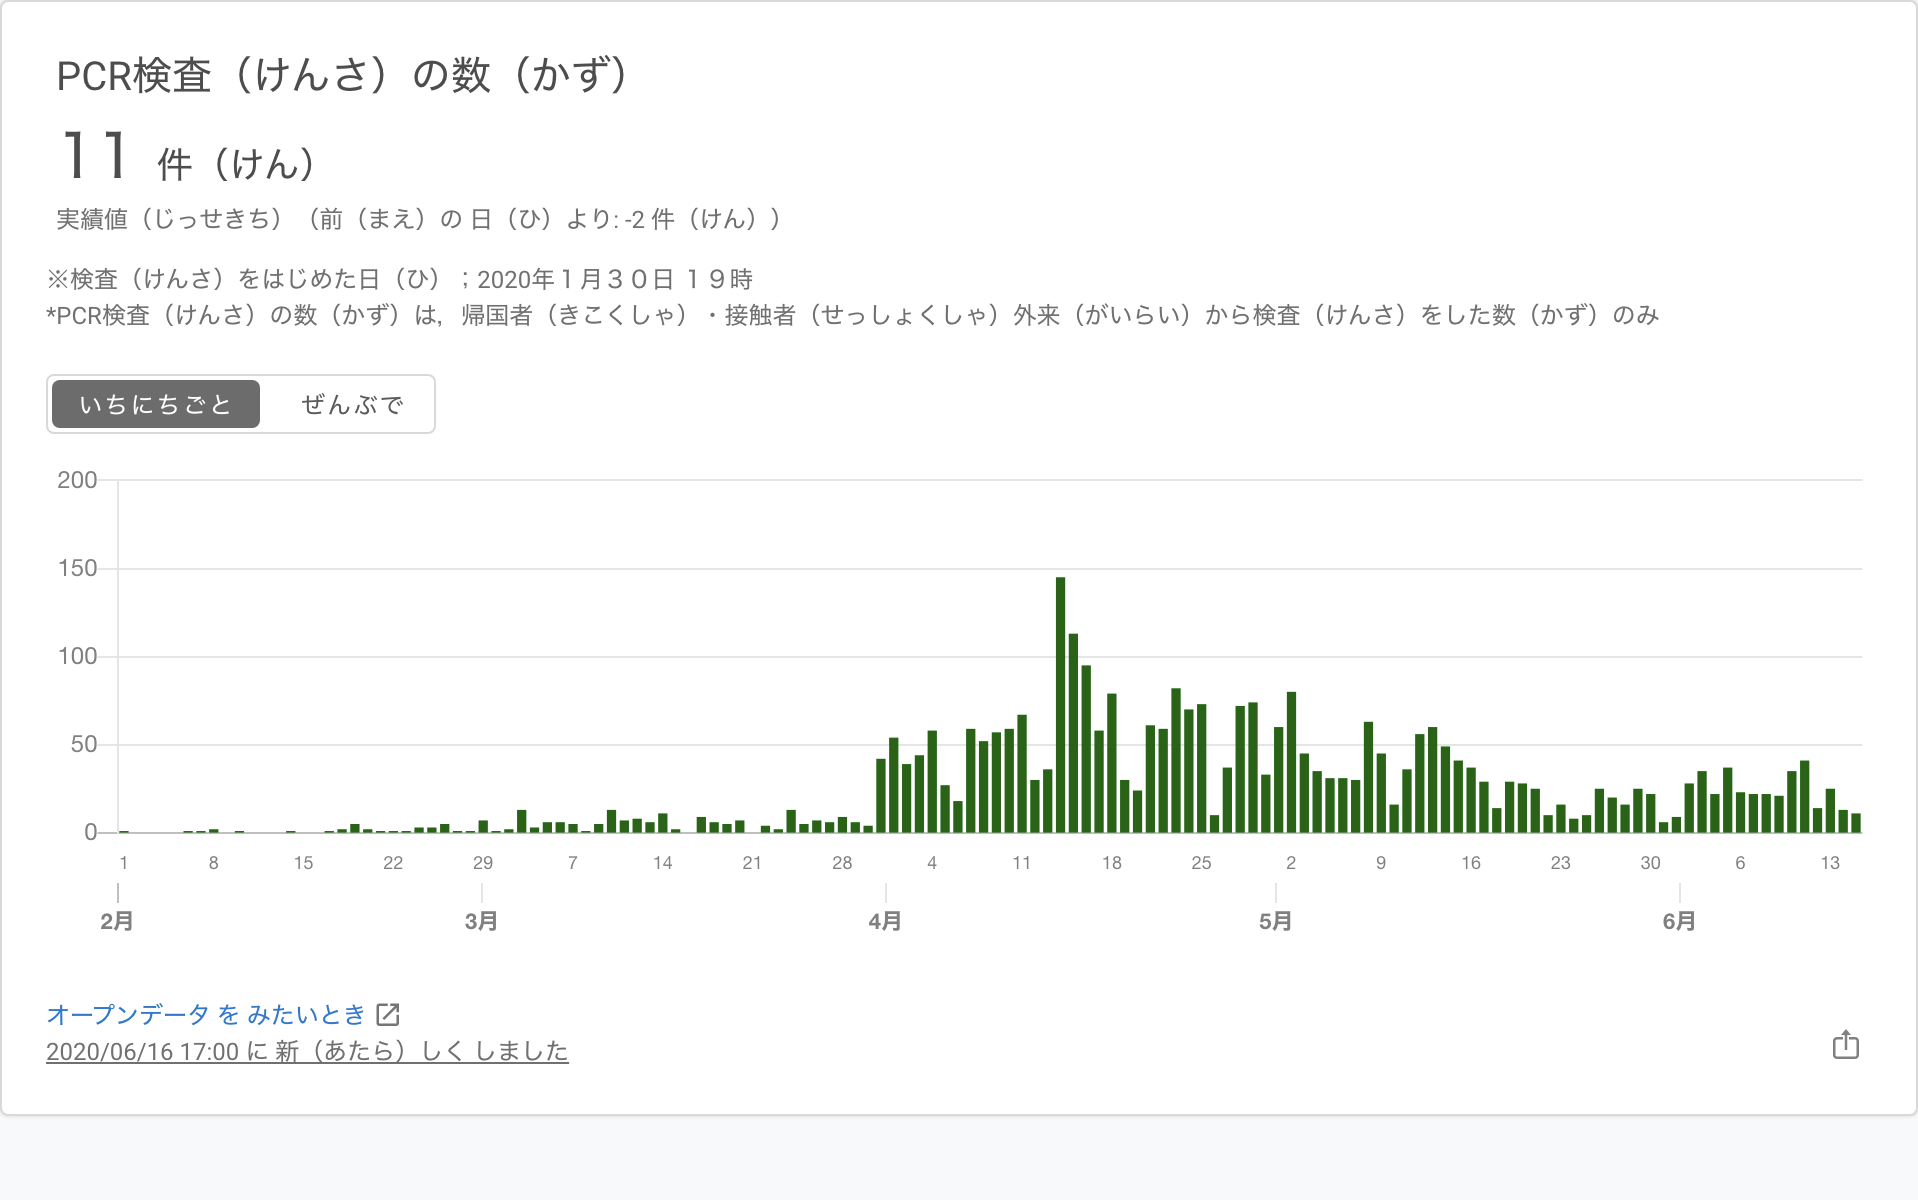 PCR検査（けんさ）の数（かず）
11 件（けん）
実績値（じっせきち）（前（まえ）の 日（ひ）より: -2 件（けん））
※検査（けんさ）をはじめた日（ひ）；2020年１月３０日 １９時
*PCR検査（けんさ）の数（かず）は，帰国者（きこくしゃ）・接触者（せっしょくしゃ）外来（がいらい）から検査（けんさ）をした数（かず）のみ
いちにちごと ぜんぶで
200
150
100
50
0
1 8 15 22 29 7 14 21 28 4 11 18 25 2 9 16 23 30 6 13
2月 3月 4月 5月 6月
オープンデータ を みたいとき
2020/06/16 17:00 に 新（あたら）しく しました